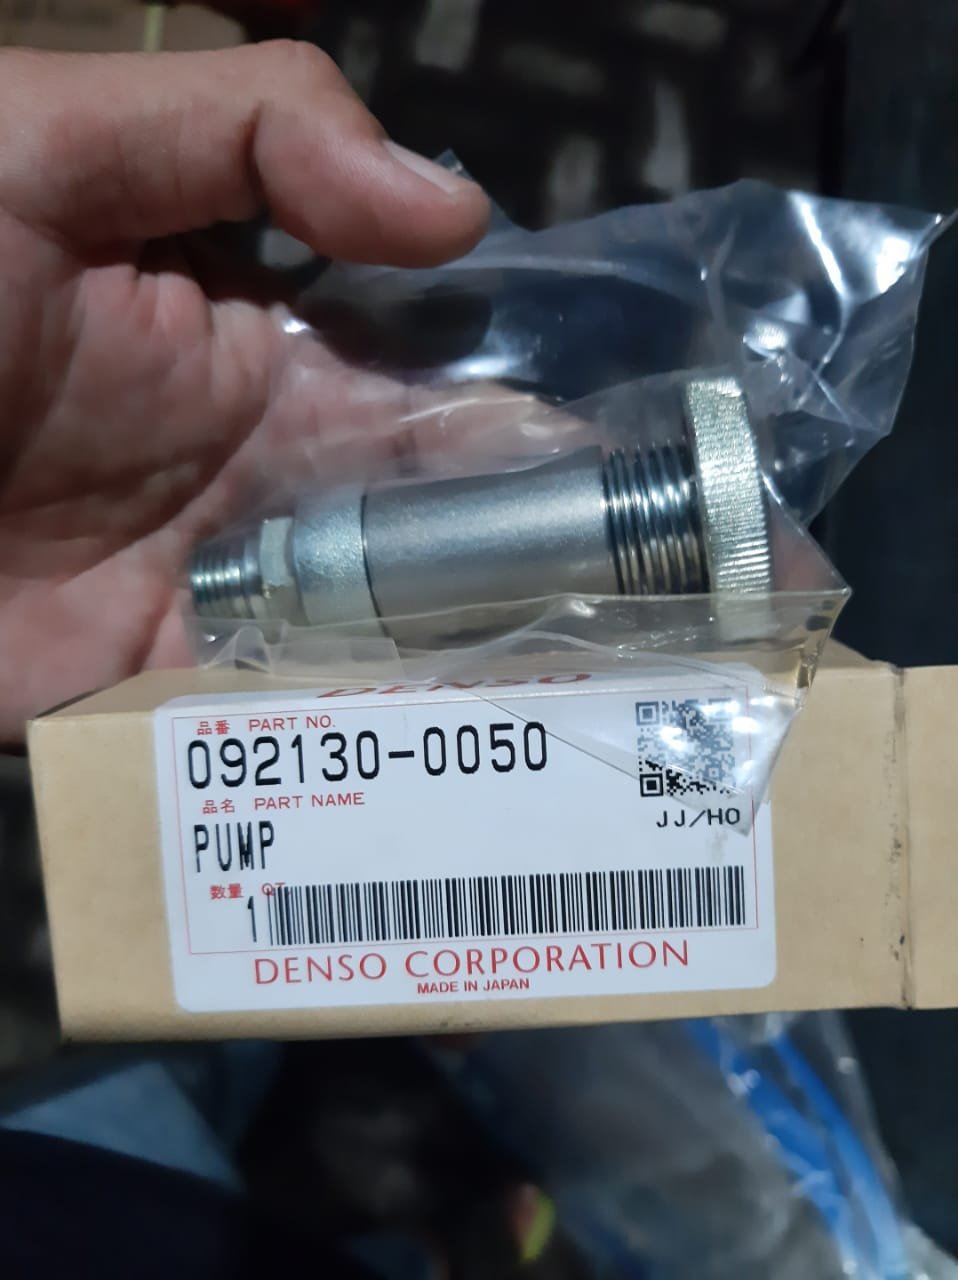 DENSO
品番 PART NO.
092130-0050
品名 PART NAME
JJ/HO
PUMP
数量 QT
1
DENSO CORPORATION
MADE IN JAPAN